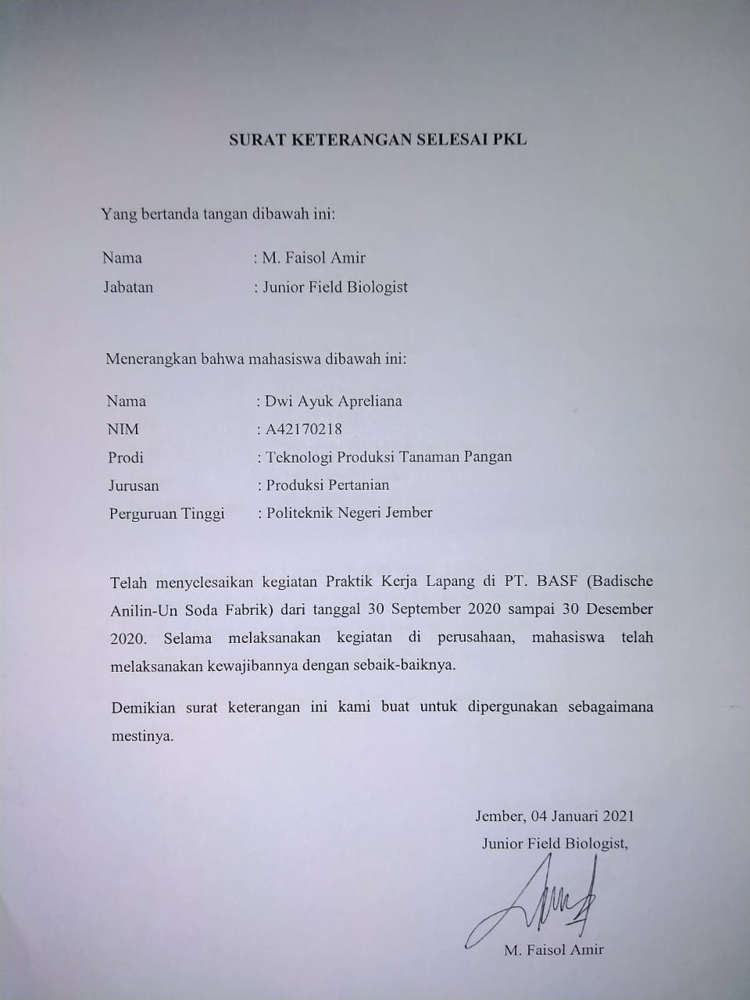 SURAT KETERANGAN SELESAI PKL
Yang bertanda tangan dibawah ini:
Nama : M. Faisol Amir
Jabatan : Junior Field Biologist
Menerangkan bahwa mahasiswa dibawah ini:
Nama : Dwi Ayuk Apreliana
NIM : A42170218
Prodi : Teknologi Produksi Tanaman Pangan
Jurusan : Produksi Pertanian
Perguruan Tinggi : Politeknik Negeri Jember
Telah menyelesaikan kegiatan Praktik Kerja Lapang di PT. BASF (Badische
Anilin-Un Soda Fabrik) dari tanggal 30 September 2020 sampai 30 Desember
2020. Selama melaksanakan kegiatan di perusahaan, mahasiswa telah
melaksanakan kewajibannya dengan sebaik-baiknya.
Demikian surat keterangan ini kami buat untuk dipergunakan sebagaimana
mestinya.
Jember, 04 Januari 2021
Junior Field Biologist,
M. Faisol Amir